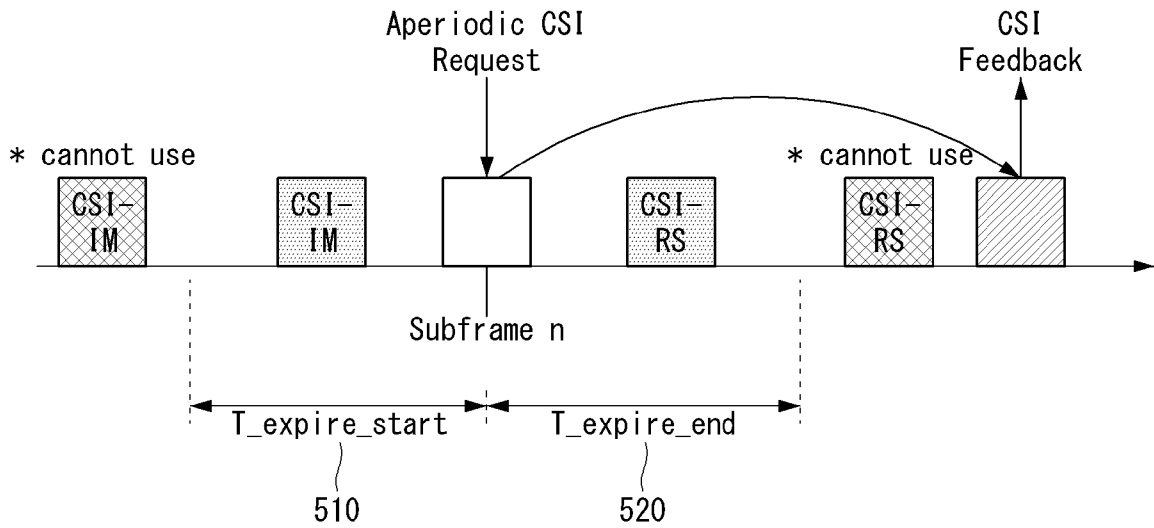 Aperiodic CSI
Request
CSI
Feedback
* cannot use
* cannot use
CSI-
IM
CSI-
IM
CSI-
RS
CSI-
RS
Subframe n
T_expire_start
T_expire_end
510
520